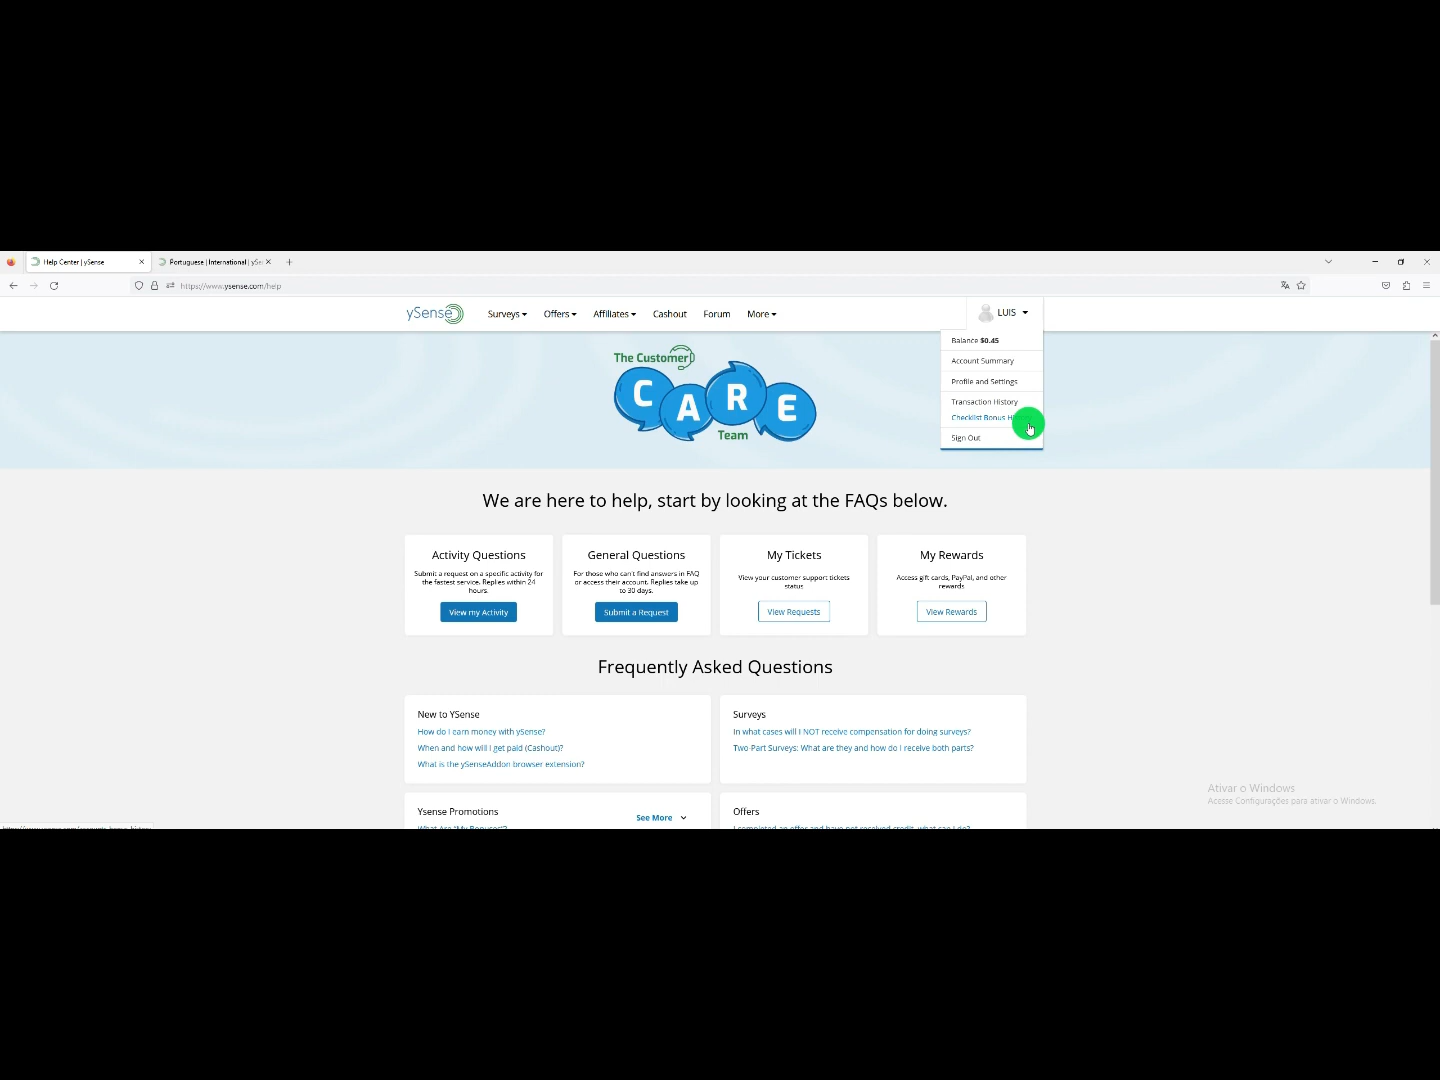 Help Center | ySense
Portuguese | International | ySe
https://www.ysense.com/help
ySense
Surveys
Offers
Affiliates
Cashout
Forum
More
LUIS
Balance $0.45
Account Summary
Profile and Settings
Transaction History
Checklist Bonus
Sign Out
The Customer
CARE
Team
We are here to help, start by looking at the FAQs below.
Activity Questions
Submit a request on a specific activity for
the fastest service. Replies within 24
hours.
View my Activity
General Questions
For those who can't find answers in FAQ
or access their account. Replies take up
to 30 days.
Submit a Request
My Tickets
View your customer support tickets
status
View Requests
My Rewards
Access gift cards, PayPal, and other
rewards
View Rewards
Frequently Asked Questions
New to YSense
How do I earn money with ySense?
When and how will I get paid (Cashout)?
What is the ySenseAddon browser extension?
Surveys
In what cases will I NOT receive compensation for doing surveys?
Two-Part Surveys: What are they and how do I receive both parts?
Ysense Promotions
See More
Offers
Ativar o Windows
Acesse Configurações para ativar o Windows.